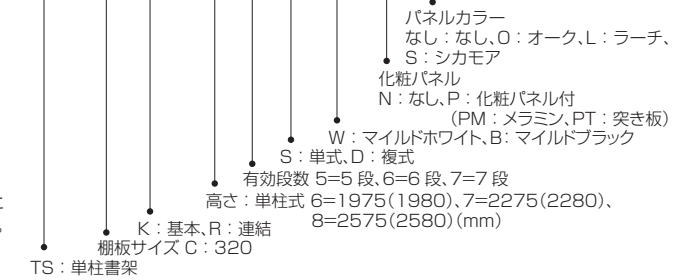 パネルカラー
なし：なし、O：オーク、L：ラーチ、
S：シカモア
化粧パネル
N：なし、P：化粧パネル付
（PM：メラミン、PT：突き板）
W：マイルドホワイト、B：マイルドブラック
S：単式、D：複式
有効段数 5=5 段、6=6 段、7=7 段
高さ：単柱式 6=1975(1980)、7=2275(2280)、
8=2575(2580)(mm)
K：基本、R：連結
棚板サイズ C：320
TS：単柱書架